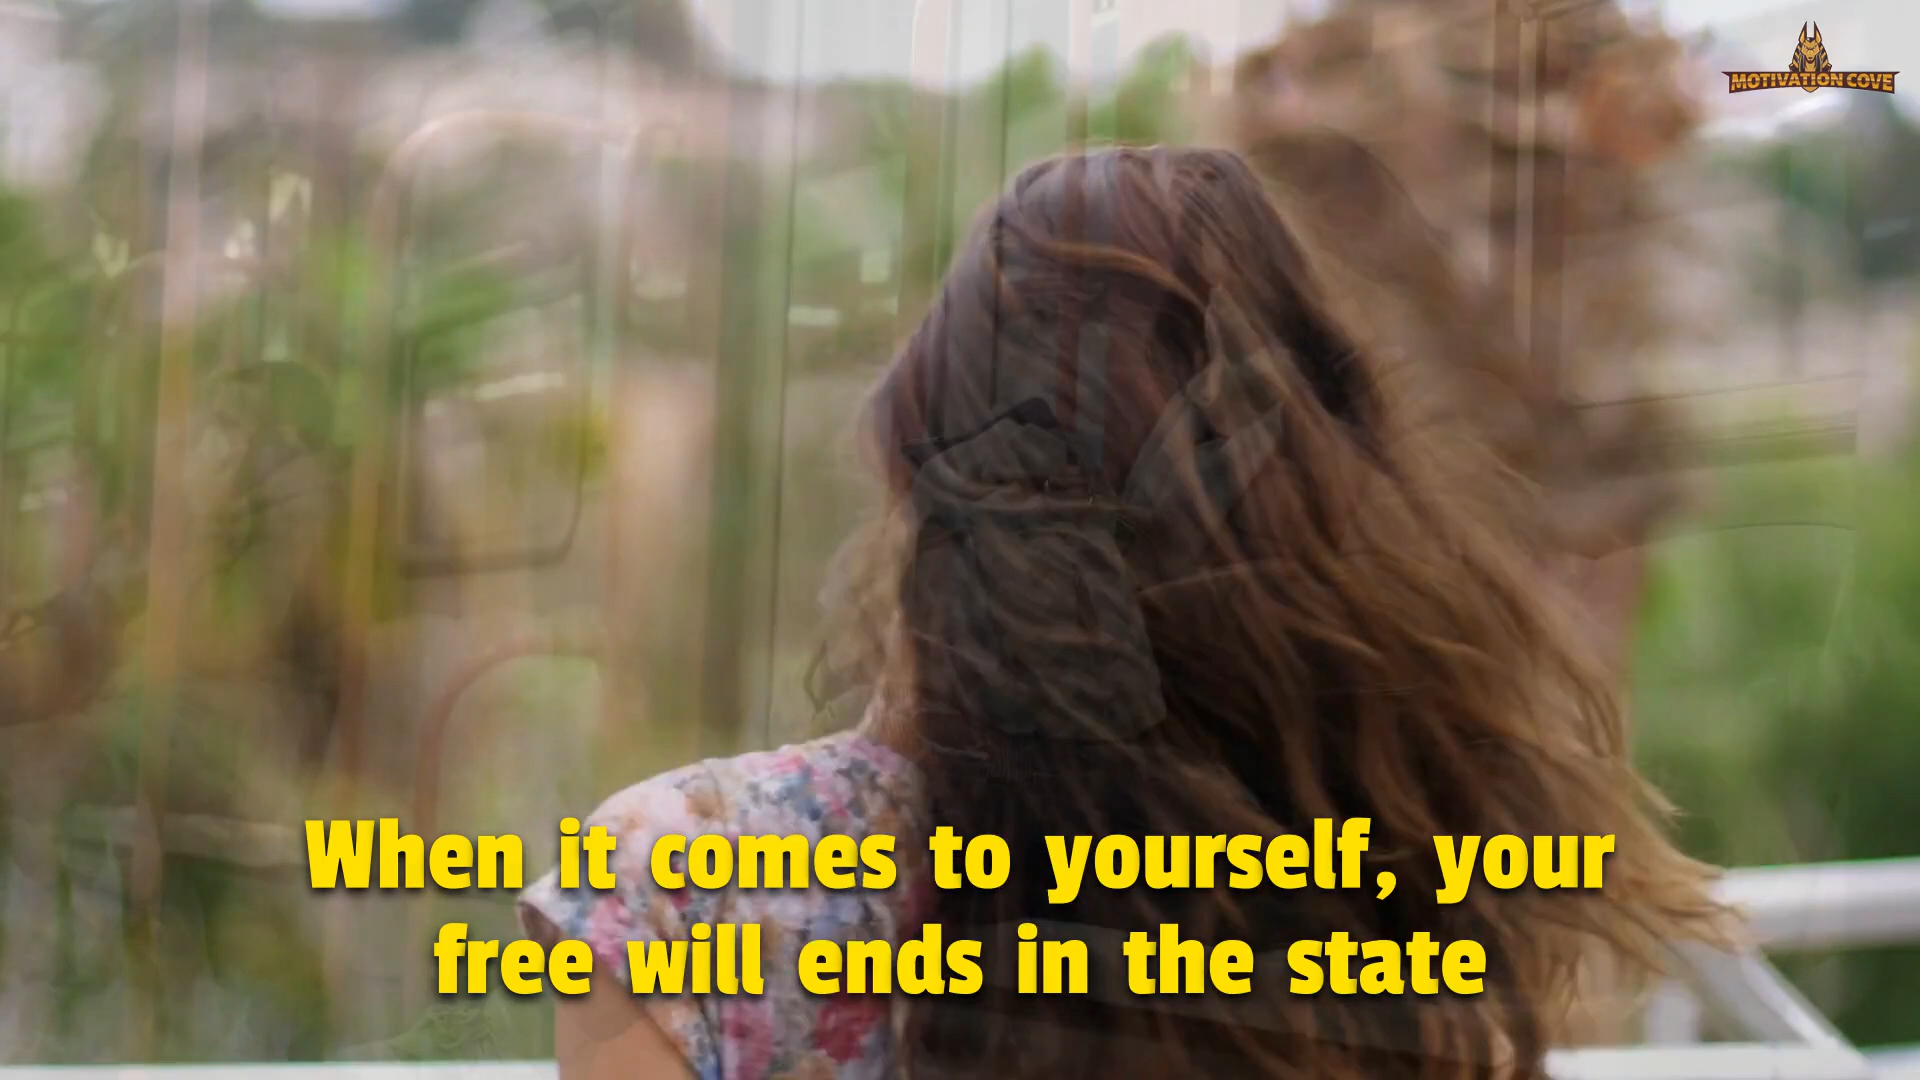 MOTIVATION COVE
When it comes to yourself, your
free will ends in the state